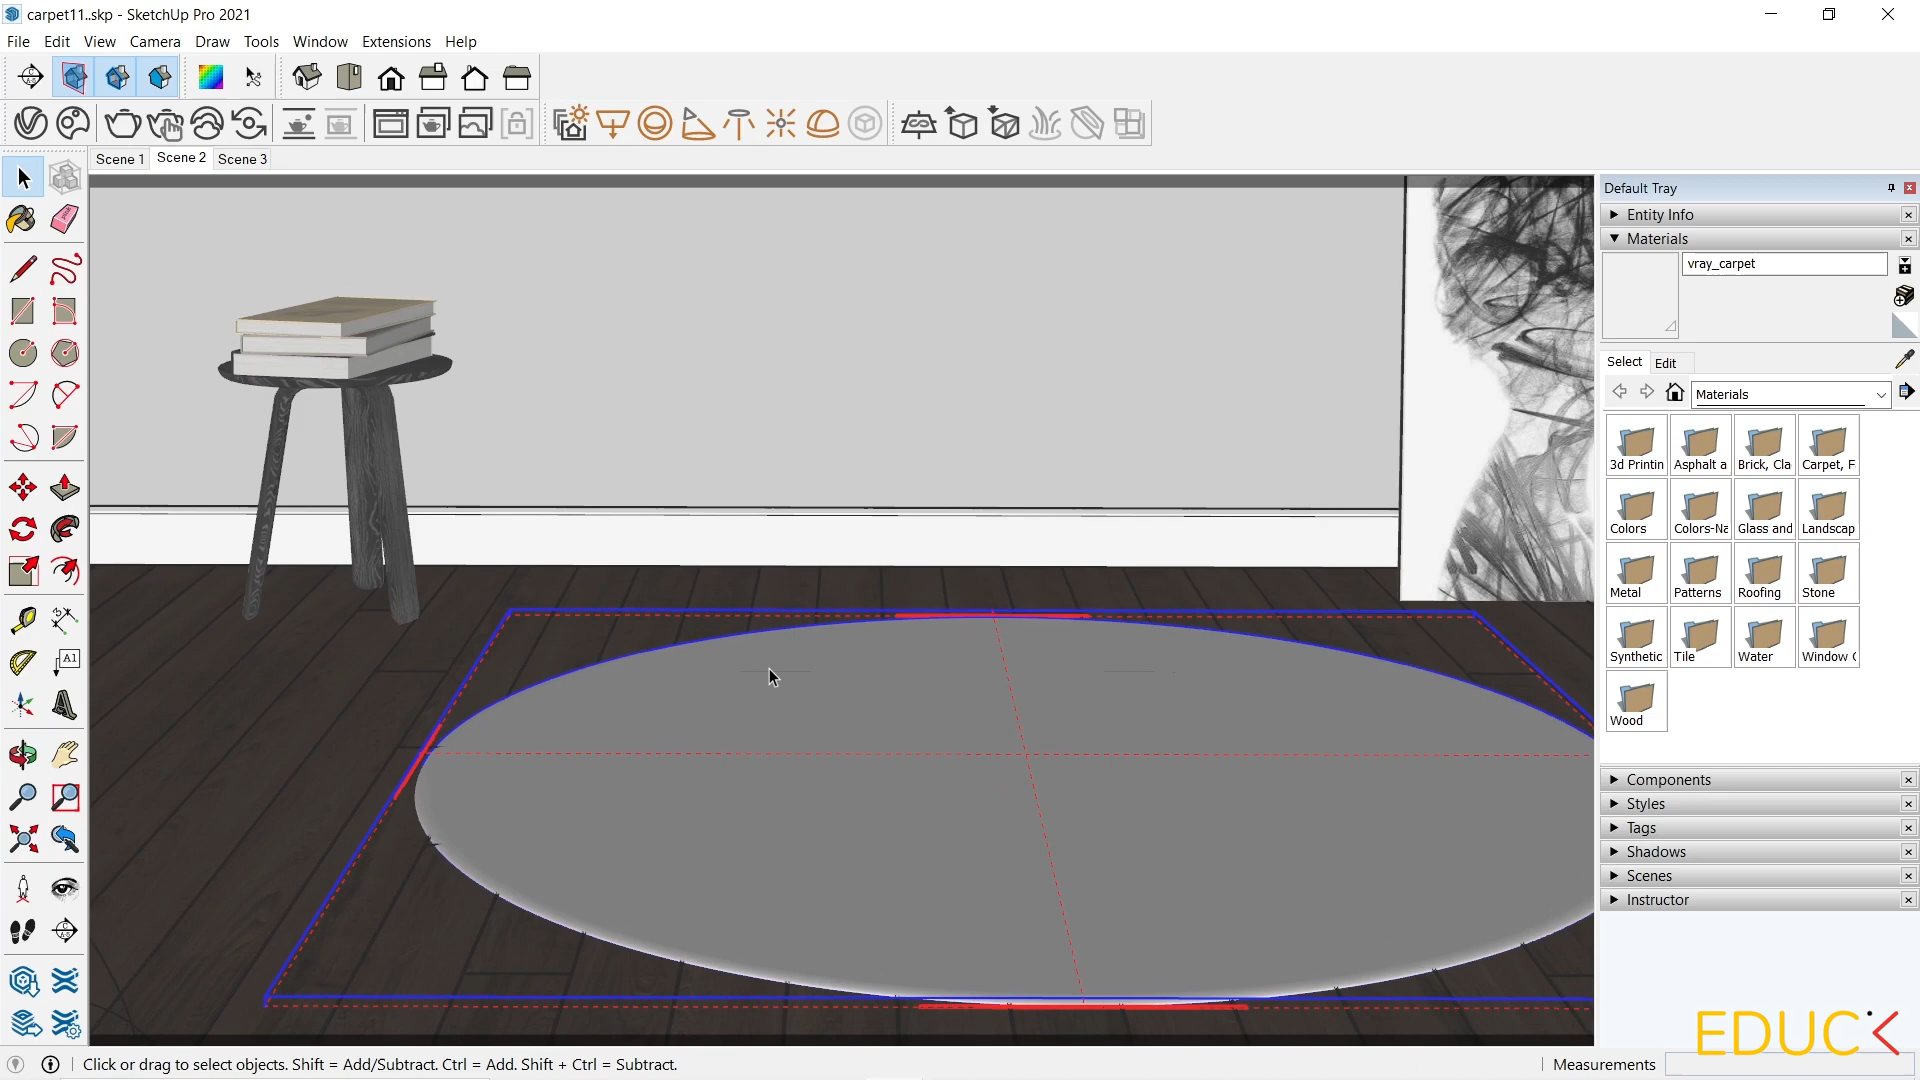 carpet11..skp - SketchUp Pro 2021
File Edit View Camera Draw Tools Window Extensions Help
Scene 1 Scene 2 Scene 3
Default Tray
Entity Info
Materials
vray_carpet
Select Edit
Materials
3d Printin Asphalt a Brick, Cla Carpet, F
Colors Colors-Na Glass and Landscap
Metal Patterns Roofing Stone
Synthetic Tile Water Window C
Wood
Components
Styles
Tags
Shadows
Scenes
Instructor
A1
EDUCK
Click or drag to select objects. Shift = Add/Subtract. Ctrl = Add. Shift + Ctrl = Subtract.
Measurements